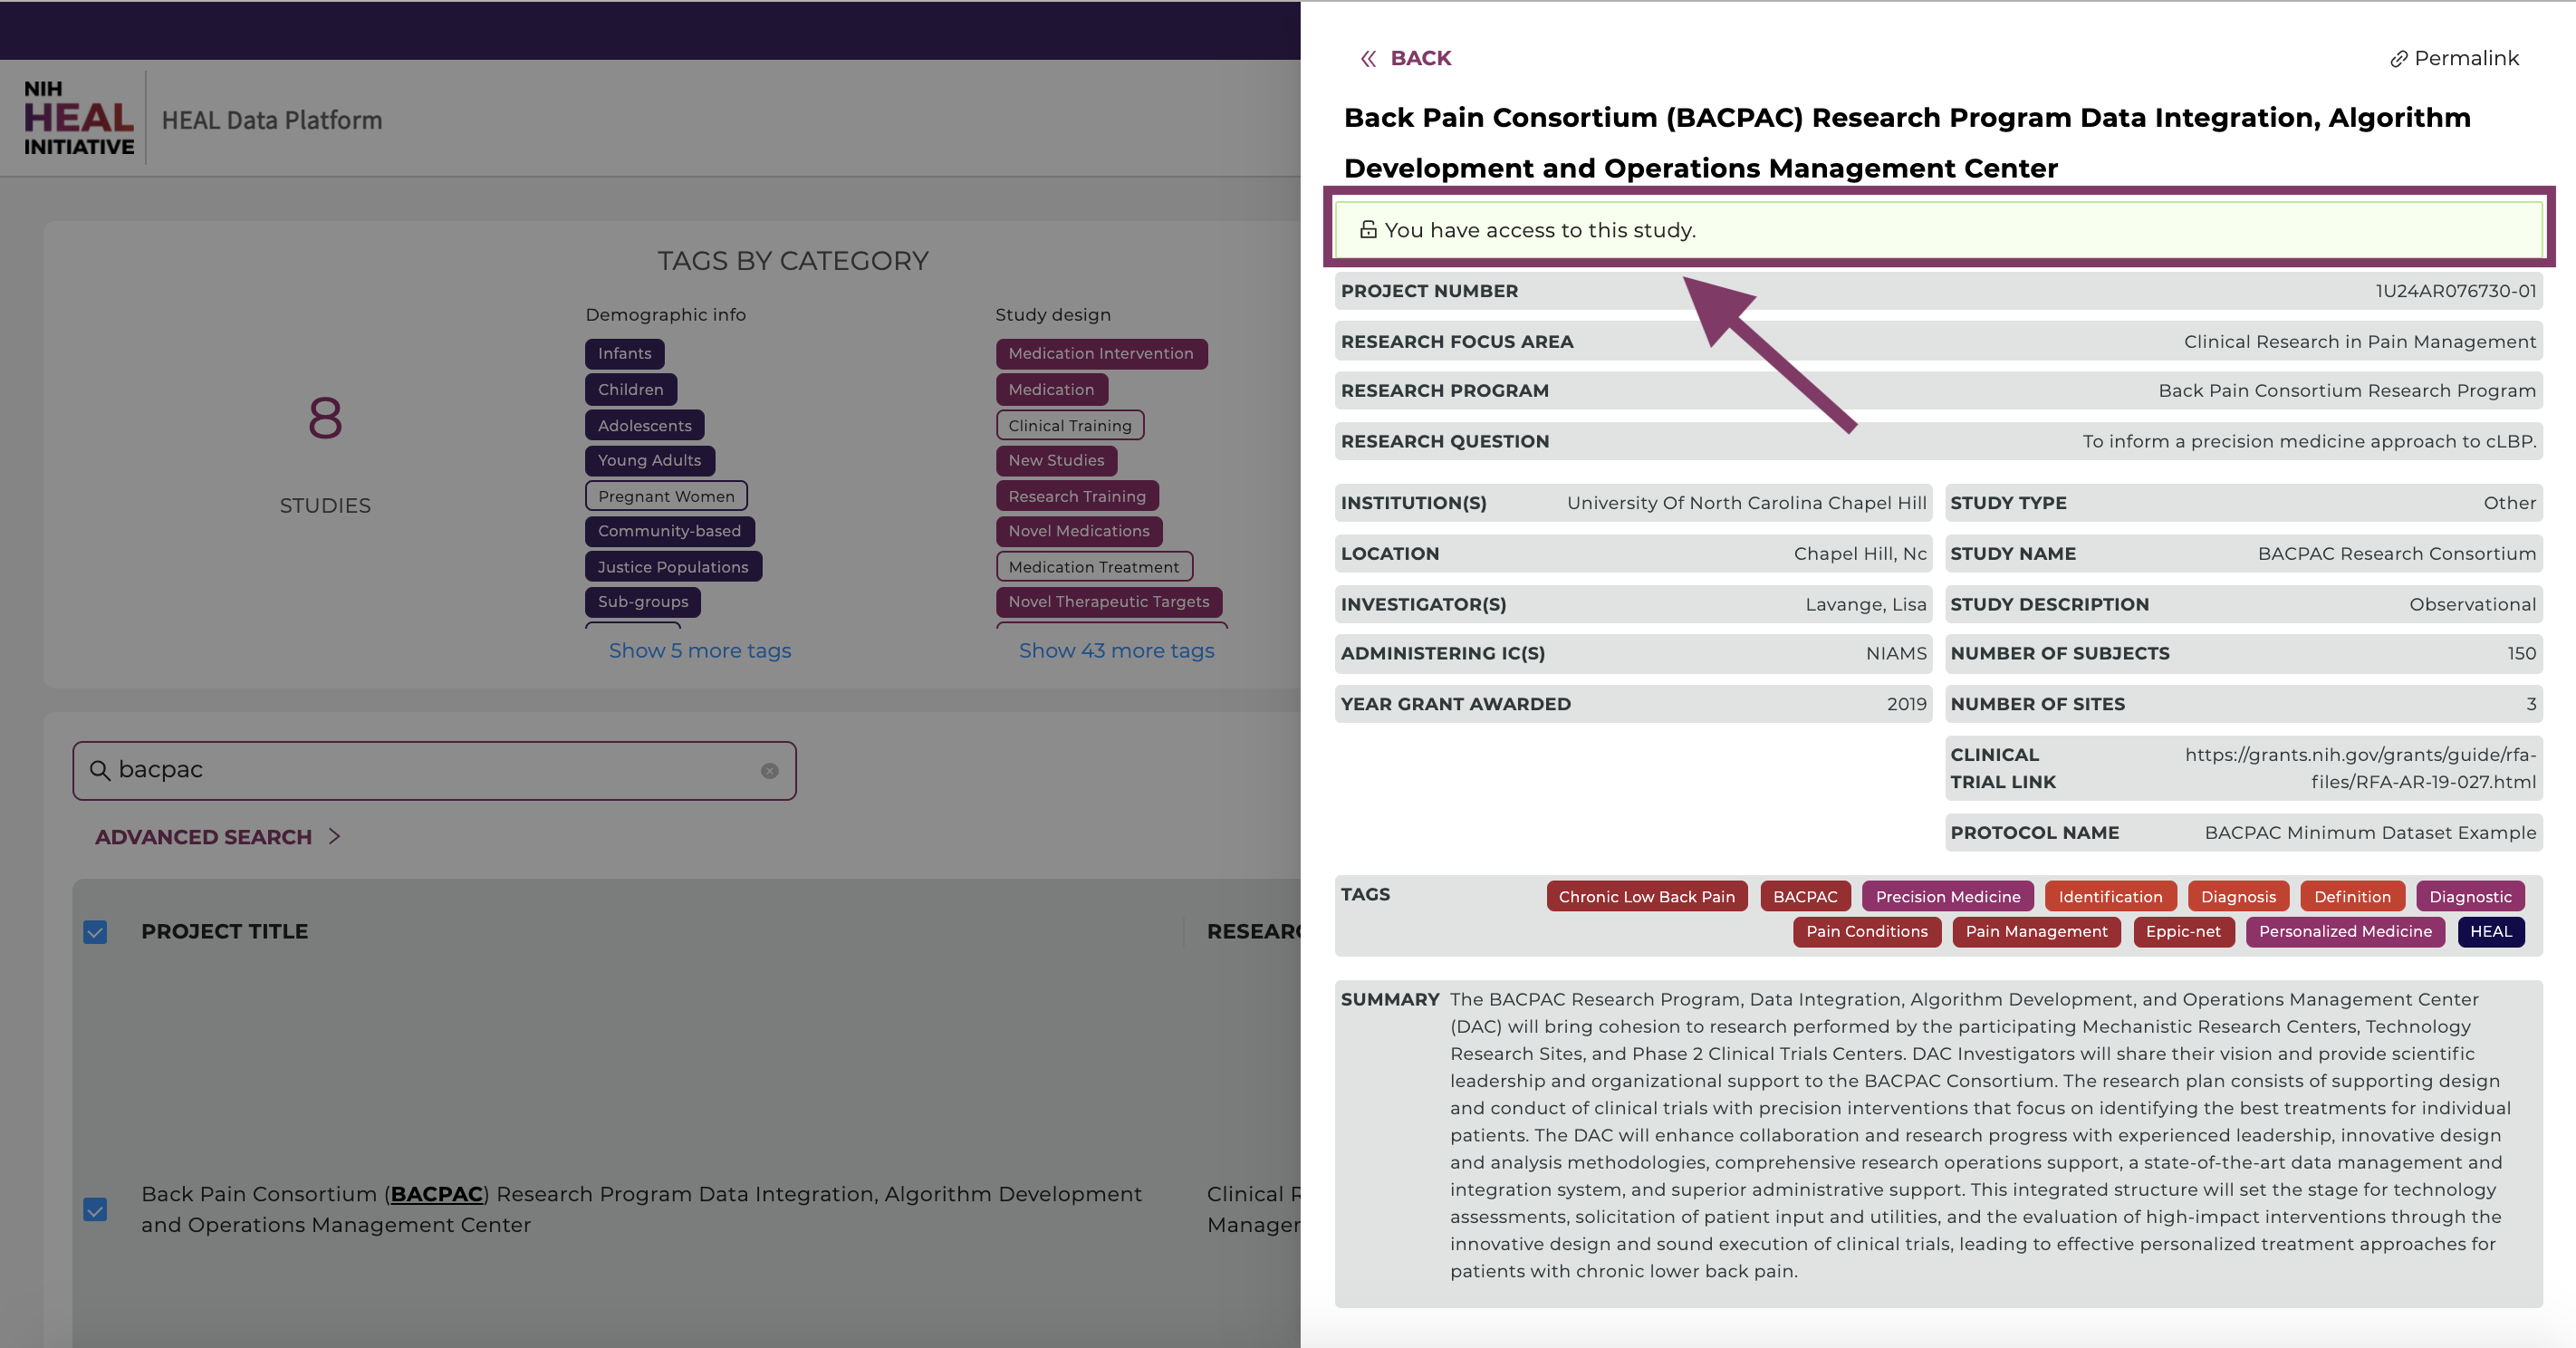 NIH
HEAL
INITIATIVE
HEAL Data Platform
TAGS BY CATEGORY
8
STUDIES
Demographic info
Infants
Children
Adolescents
Young Adults
Pregnant Women
Community-based
Justice Populations
Sub-groups
Show 5 more tags
Study design
Medication Intervention
Medication
Clinical Training
New Studies
Research Training
Novel Medications
Medication Treatment
Novel Therapeutic Targets
Show 43 more tags
bacpac
ADVANCED SEARCH
PROJECT TITLE
RESEARC
Back Pain Consortium (BACPAC) Research Program Data Integration, Algorithm Development
and Operations Management Center
Clinical R
Manager
BACK
Permalink
Back Pain Consortium (BACPAC) Research Program Data Integration, Algorithm
Development and Operations Management Center
You have access to this study.
PROJECT NUMBER 1U24AR076730-01
RESEARCH FOCUS AREA Clinical Research in Pain Management
RESEARCH PROGRAM Back Pain Consortium Research Program
RESEARCH QUESTION To inform a precision medicine approach to cLBP.
INSTITUTION(S) University Of North Carolina Chapel Hill
LOCATION Chapel Hill, Nc
INVESTIGATOR(S) Lavange, Lisa
ADMINISTERING IC(S) NIAMS
YEAR GRANT AWARDED 2019
STUDY TYPE Other
STUDY NAME BACPAC Research Consortium
STUDY DESCRIPTION Observational
NUMBER OF SUBJECTS 150
NUMBER OF SITES 3
CLINICAL https://grants.nih.gov/grants/guide/rfa-
TRIAL LINK files/RFA-AR-19-027.html
PROTOCOL NAME BACPAC Minimum Dataset Example
TAGS Chronic Low Back Pain BACPAC Precision Medicine Identification Diagnosis Definition Diagnostic
Pain Conditions Pain Management Eppic-net Personalized Medicine HEAL
SUMMARY The BACPAC Research Program, Data Integration, Algorithm Development, and Operations Management Center
(DAC) will bring cohesion to research performed by the participating Mechanistic Research Centers, Technology
Research Sites, and Phase 2 Clinical Trials Centers. DAC Investigators will share their vision and provide scientific
leadership and organizational support to the BACPAC Consortium. The research plan consists of supporting design
and conduct of clinical trials with precision interventions that focus on identifying the best treatments for individual
patients. The DAC will enhance collaboration and research progress with experienced leadership, innovative design
and analysis methodologies, comprehensive research operations support, a state-of-the-art data management and
integration system, and superior administrative support. This integrated structure will set the stage for technology
assessments, solicitation of patient input and utilities, and the evaluation of high-impact interventions through the
innovative design and sound execution of clinical trials, leading to effective personalized treatment approaches for
patients with chronic lower back pain.